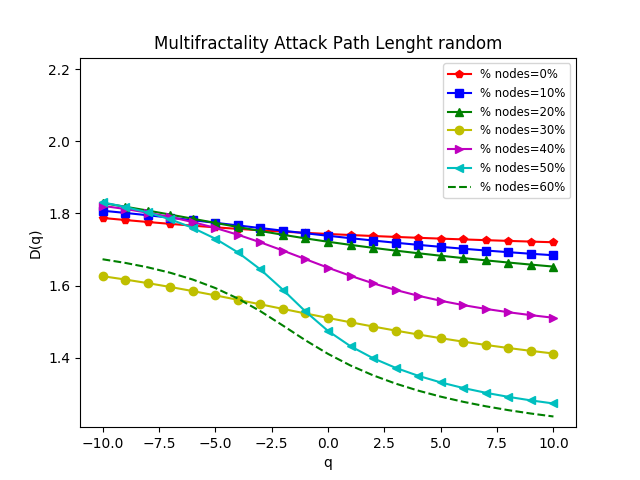 Multifractality Attack Path Lenght random
D(q)
2.2
2.0
1.8
1.6
1.4
% nodes=0%
% nodes=10%
% nodes=20%
% nodes=30%
% nodes=40%
% nodes=50%
% nodes=60%
−10.0 −7.5 −5.0 −2.5 0.0 2.5 5.0 7.5 10.0
q